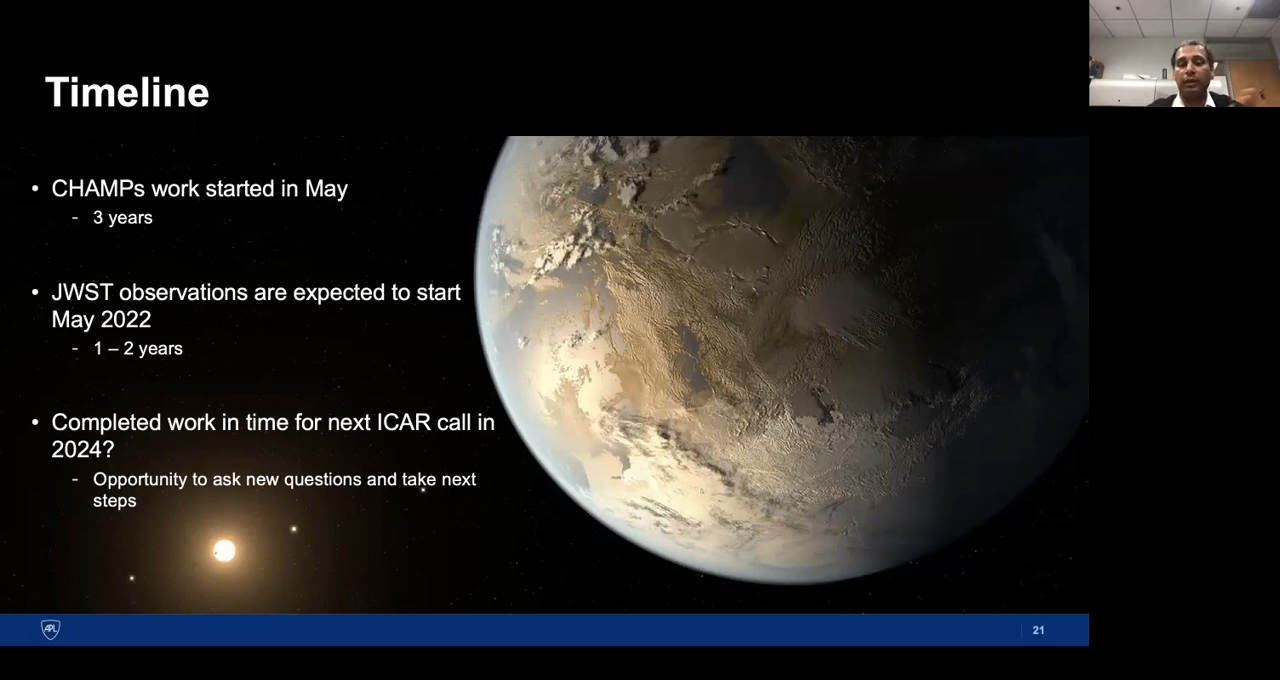 Timeline
• CHAMPs work started in May
- 3 years
• JWST observations are expected to start
May 2022
- 1 – 2 years
• Completed work in time for next ICAR call in
2024?
- Opportunity to ask new questions and take next
steps
APL
21